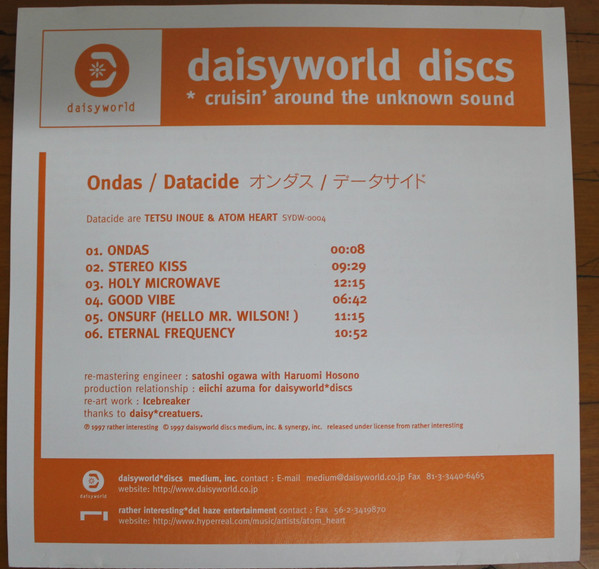 daisyworld
daisyworld discs
* cruisin' around the unknown sound
Ondas / Datacide オンダス / データサイド
Datacide are TETSU INOUE & ATOM HEART SYDW-0004
01. ONDAS 00:08
02. STEREO KISS 09:29
03. HOLY MICROWAVE 12:15
04. GOOD VIBE 06:42
05. ONSURF (HELLO MR. WILSON! ) 11:15
06. ETERNAL FREQUENCY 10:52
re-mastering engineer : satoshi ogawa with Haruomi Hosono
production relationship : eiichi azuma for daisyworld*discs
re-art work : Icebreaker
thanks to daisy*creatuers.
℗ 1997 rather interesting © 1997 daisyworld discs medium, inc. & synergy, inc. released under license from rather interesting
daisyworld
daisyworld*discs medium, inc. contact : E-mail medium@daisyworld.co.jp Fax 81-3-3440-6465
website: http://www.daisyworld.co.jp
rather interesting*del haze entertainment contact : Fax 56-2-3419870
website: http://www.hyperreal.com/music/artists/atom_heart